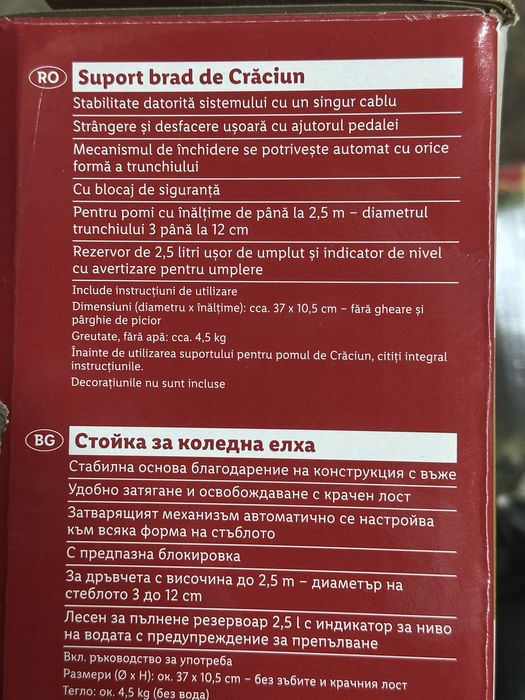 RO Suport brad de Crăciun
Stabilitate datorită sistemului cu un singur cablu
Strângere și desfacere ușoară cu ajutorul pedalei
Mecanismul de închidere se potrivește automat cu orice
formă a trunchiului
Cu blocaj de siguranță
Pentru pomi cu înălțime de până la 2,5 m – diametrul
trunchiului 3 până la 12 cm
Rezervor de 2,5 litri ușor de umplut și indicator de nivel
cu avertizare pentru umplere
Include instrucțiuni de utilizare
Dimensiuni (diametru x înălțime): cca. 37 x 10,5 cm – fără gheare și
pârghie de picior
Greutate, fără apă: cca. 4,5 kg
Înainte de utilizarea suportului pentru pomul de Crăciun, citiți integral
instrucțiunile.
Decorațiunile nu sunt incluse
BG Стойка за коледна елха
Стабилна основа благодарение на конструкция с въже
Удобно затягане и освобождаване с крачен лост
Затварящият механизъм автоматично се настройва
към всяка форма на стъблото
С предпазна блокировка
За дръвчета с височина до 2,5 m – диаметър на
стеблото 3 до 12 cm
Лесен за пълнене резервоар 2,5 l с индикатор за ниво
на водата с предупреждение за препълване
Вкл. ръководство за употреба
Размери (Ø x H): ок. 37 x 10,5 cm – без зъбите и крачния лост
Тегло: ок. 4,5 kg (без вода)